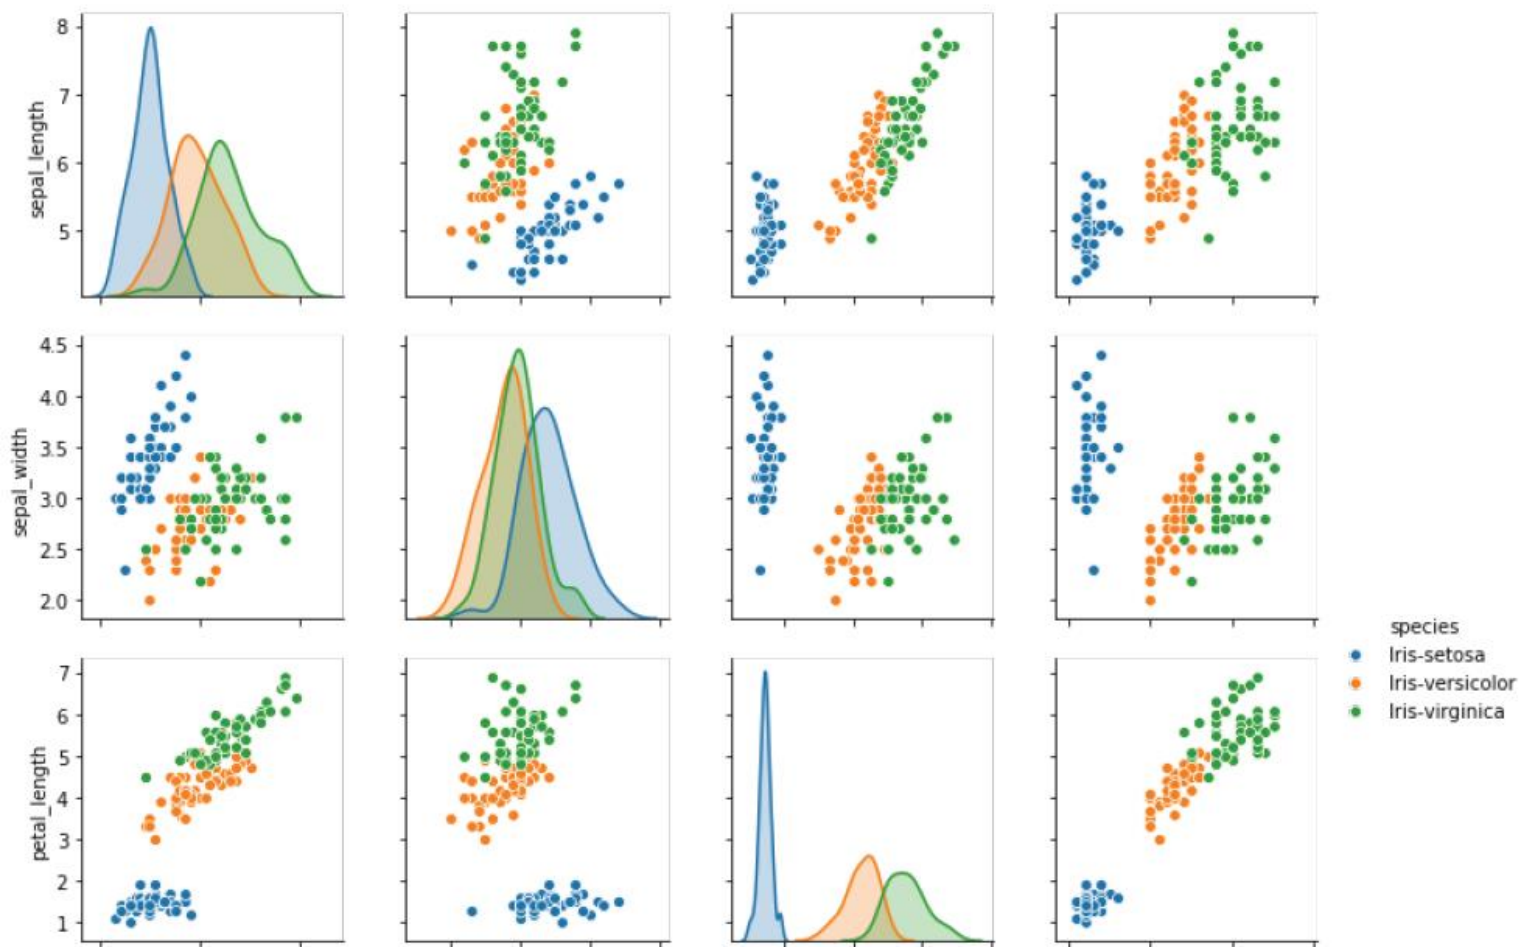 8
7
6
5
sepal_length
4.5
4.0
3.5
3.0
2.5
2.0
sepal_width
7
6
5
4
3
2
1
petal_length
species
Iris-setosa
Iris-versicolor
Iris-virginica